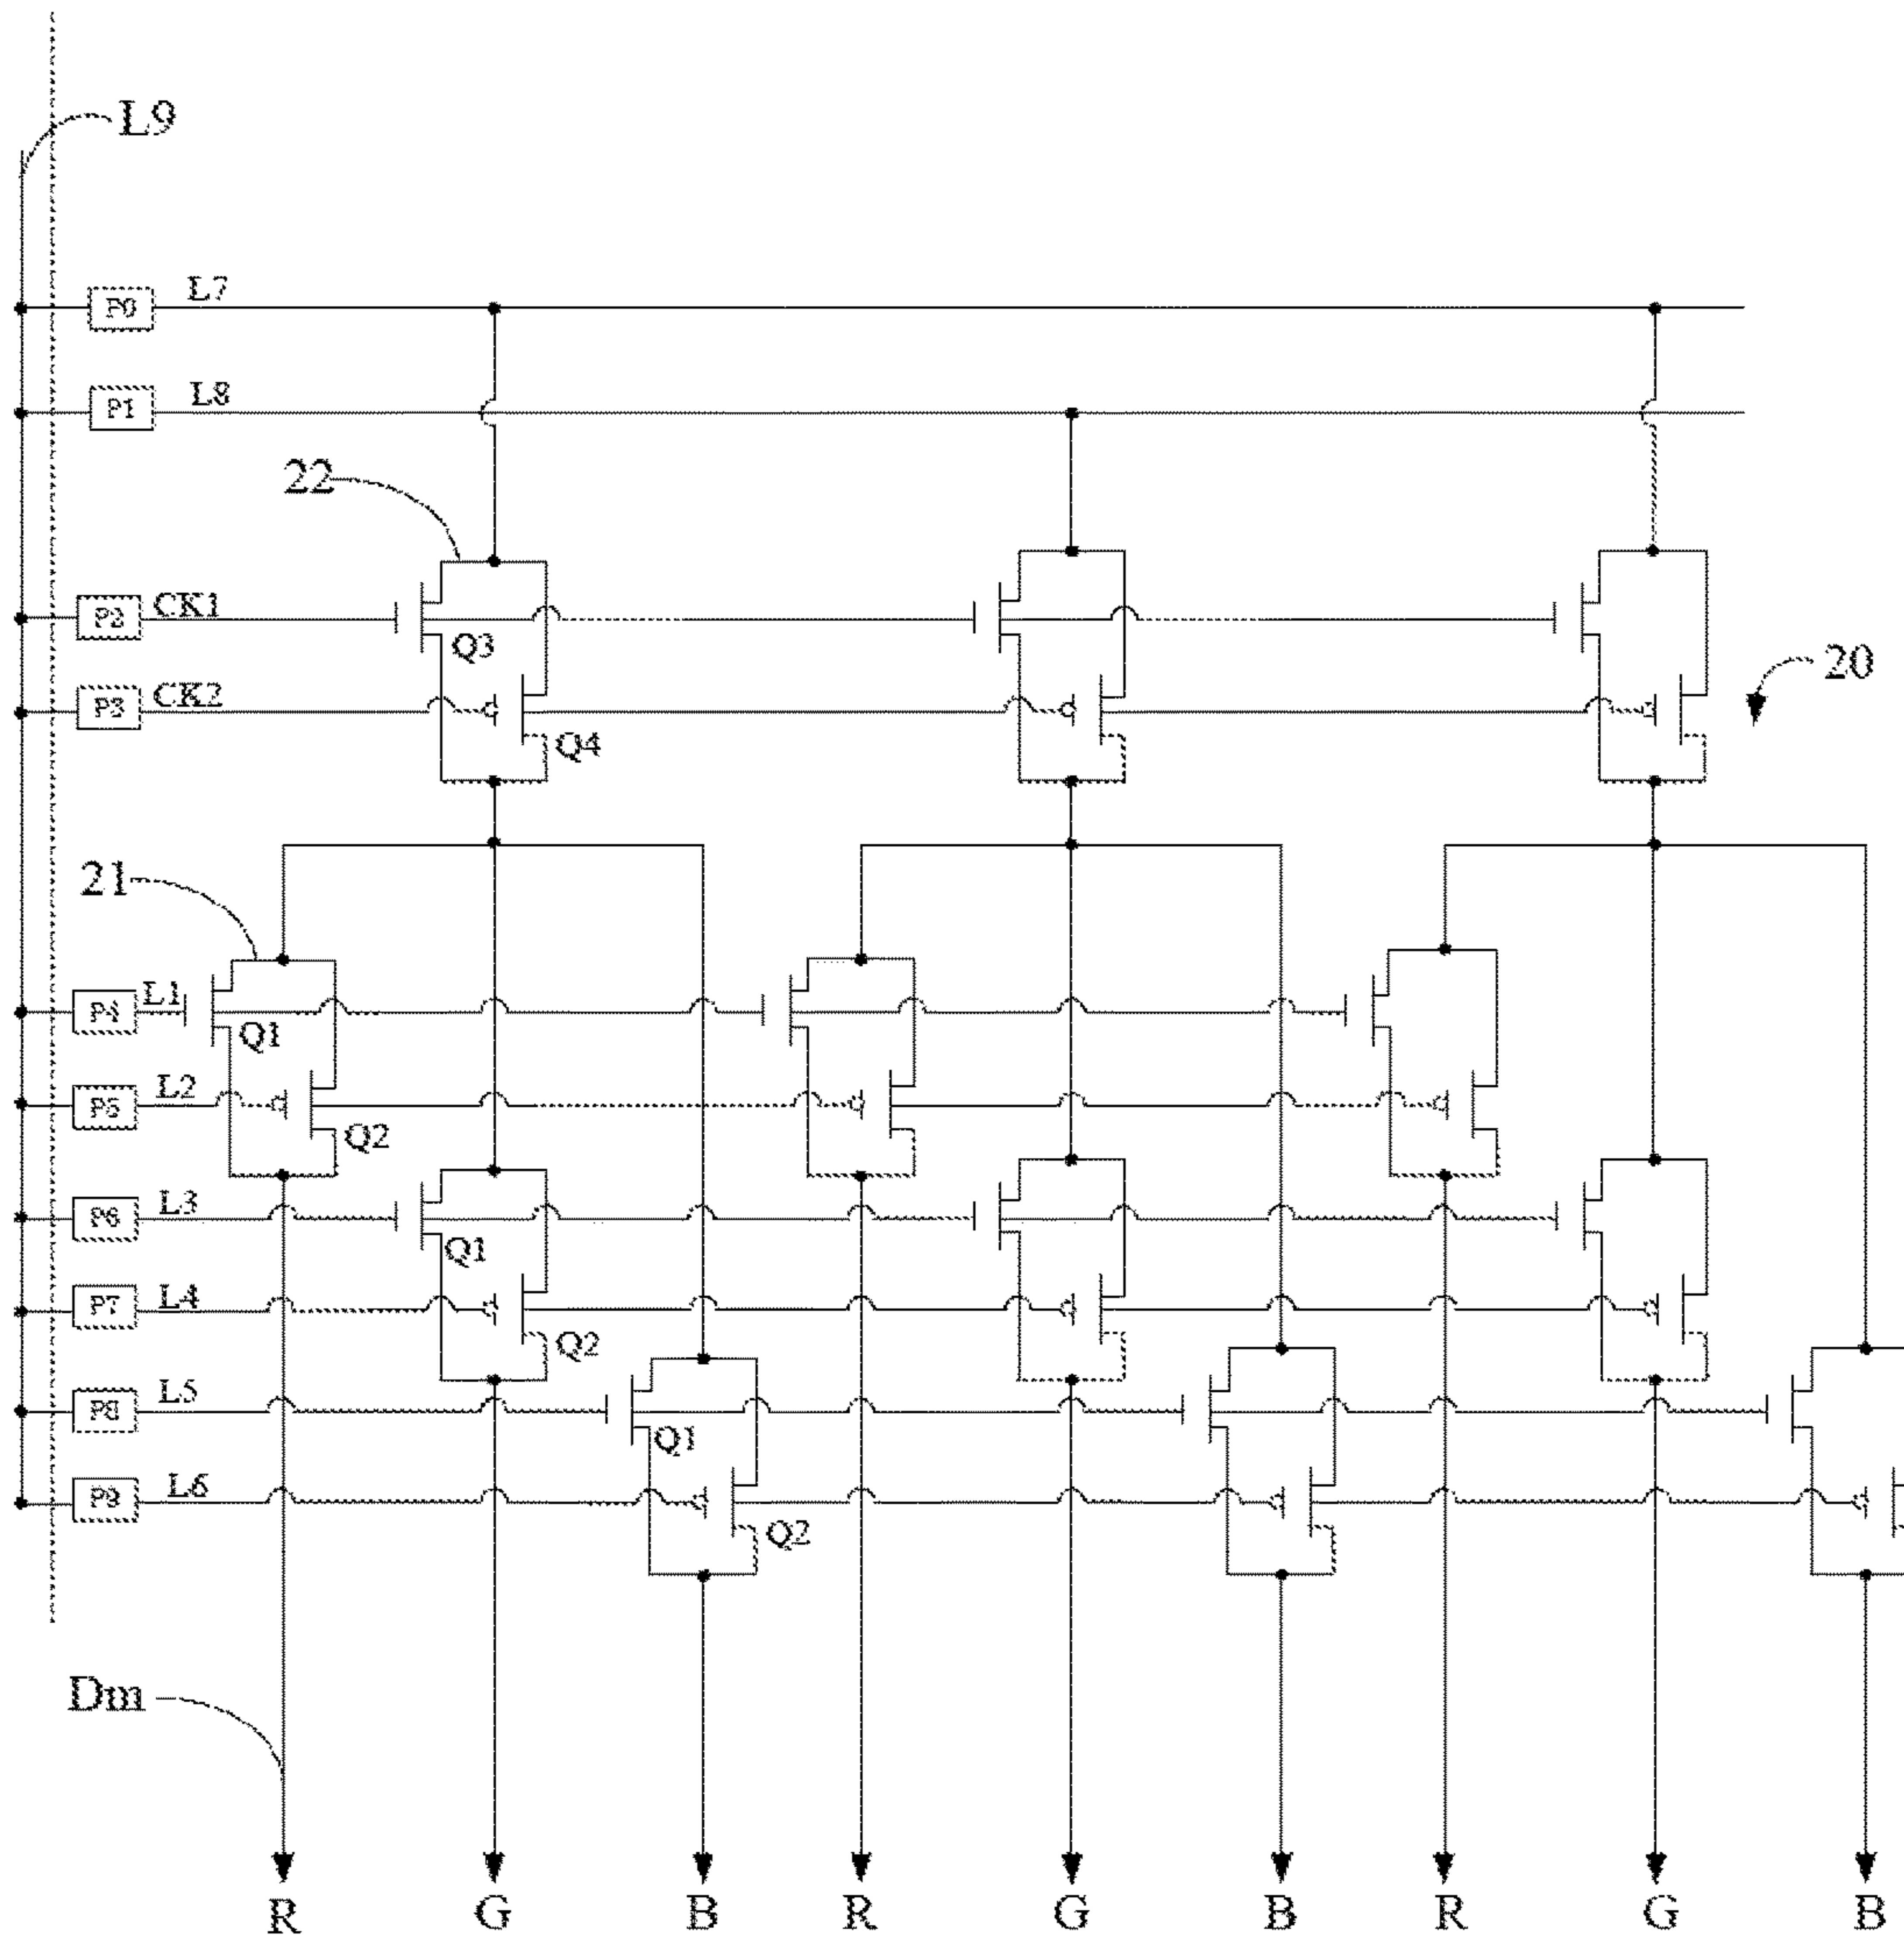 L9
P0 L7
P1 L8
22
P2 CK1
Q3
20
P3 CK2
Q4
21
P4 L1
Q1
P5 L2
Q2
P6 L3
Q1
P7 L4
Q2
P8 L5
Q1
P9 L6
Q2
Dm
R G B R G B R G B